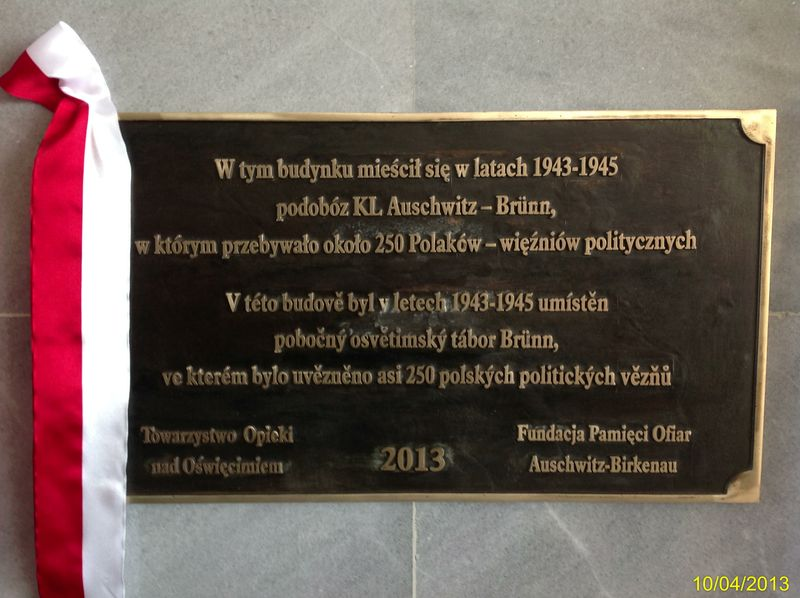 W tym budynku mieścił się w latach 1943-1945
podobóz KL Auschwitz – Brünn,
w którym przebywało około 250 Polaków – więźniów politycznych
V této budově byl v letech 1943-1945 umístěn
pobočný osvětimský tábor Brünn,
ve kterém bylo uvězněno asi 250 polských politických vězňů
Towarzystwo Opieki
nad Oświęcimiem
2013
Fundacja Pamięci Ofiar
Auschwitz-Birkenau
10/04/2013